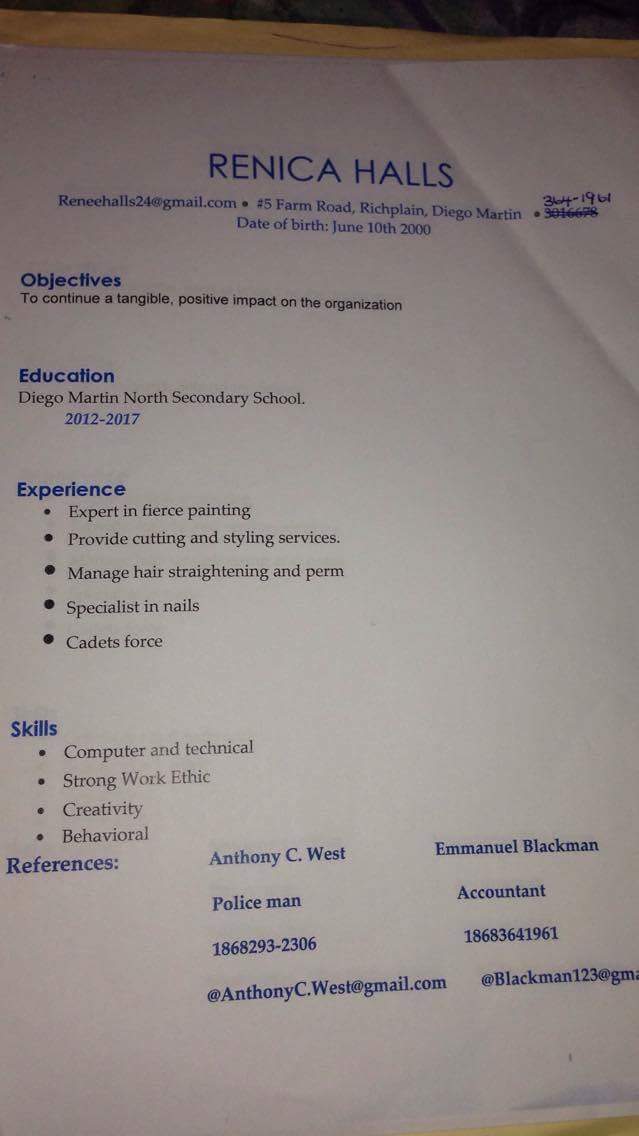 RENICA HALLS
364-1961
Reneehalls24@gmail.com • #5 Farm Road, Richplain, Diego Martin • 3016678
Date of birth: June 10th 2000
Objectives
To continue a tangible, positive impact on the organization
Education
Diego Martin North Secondary School.
2012-2017
Experience
• Expert in fierce painting
• Provide cutting and styling services.
• Manage hair straightening and perm
• Specialist in nails
• Cadets force
Skills
• Computer and technical
• Strong Work Ethic
• Creativity
• Behavioral
References: Anthony C. West Emmanuel Blackman
Police man Accountant
1868293-2306 18683641961
@AnthonyC.West@gmail.com @Blackman123@gma